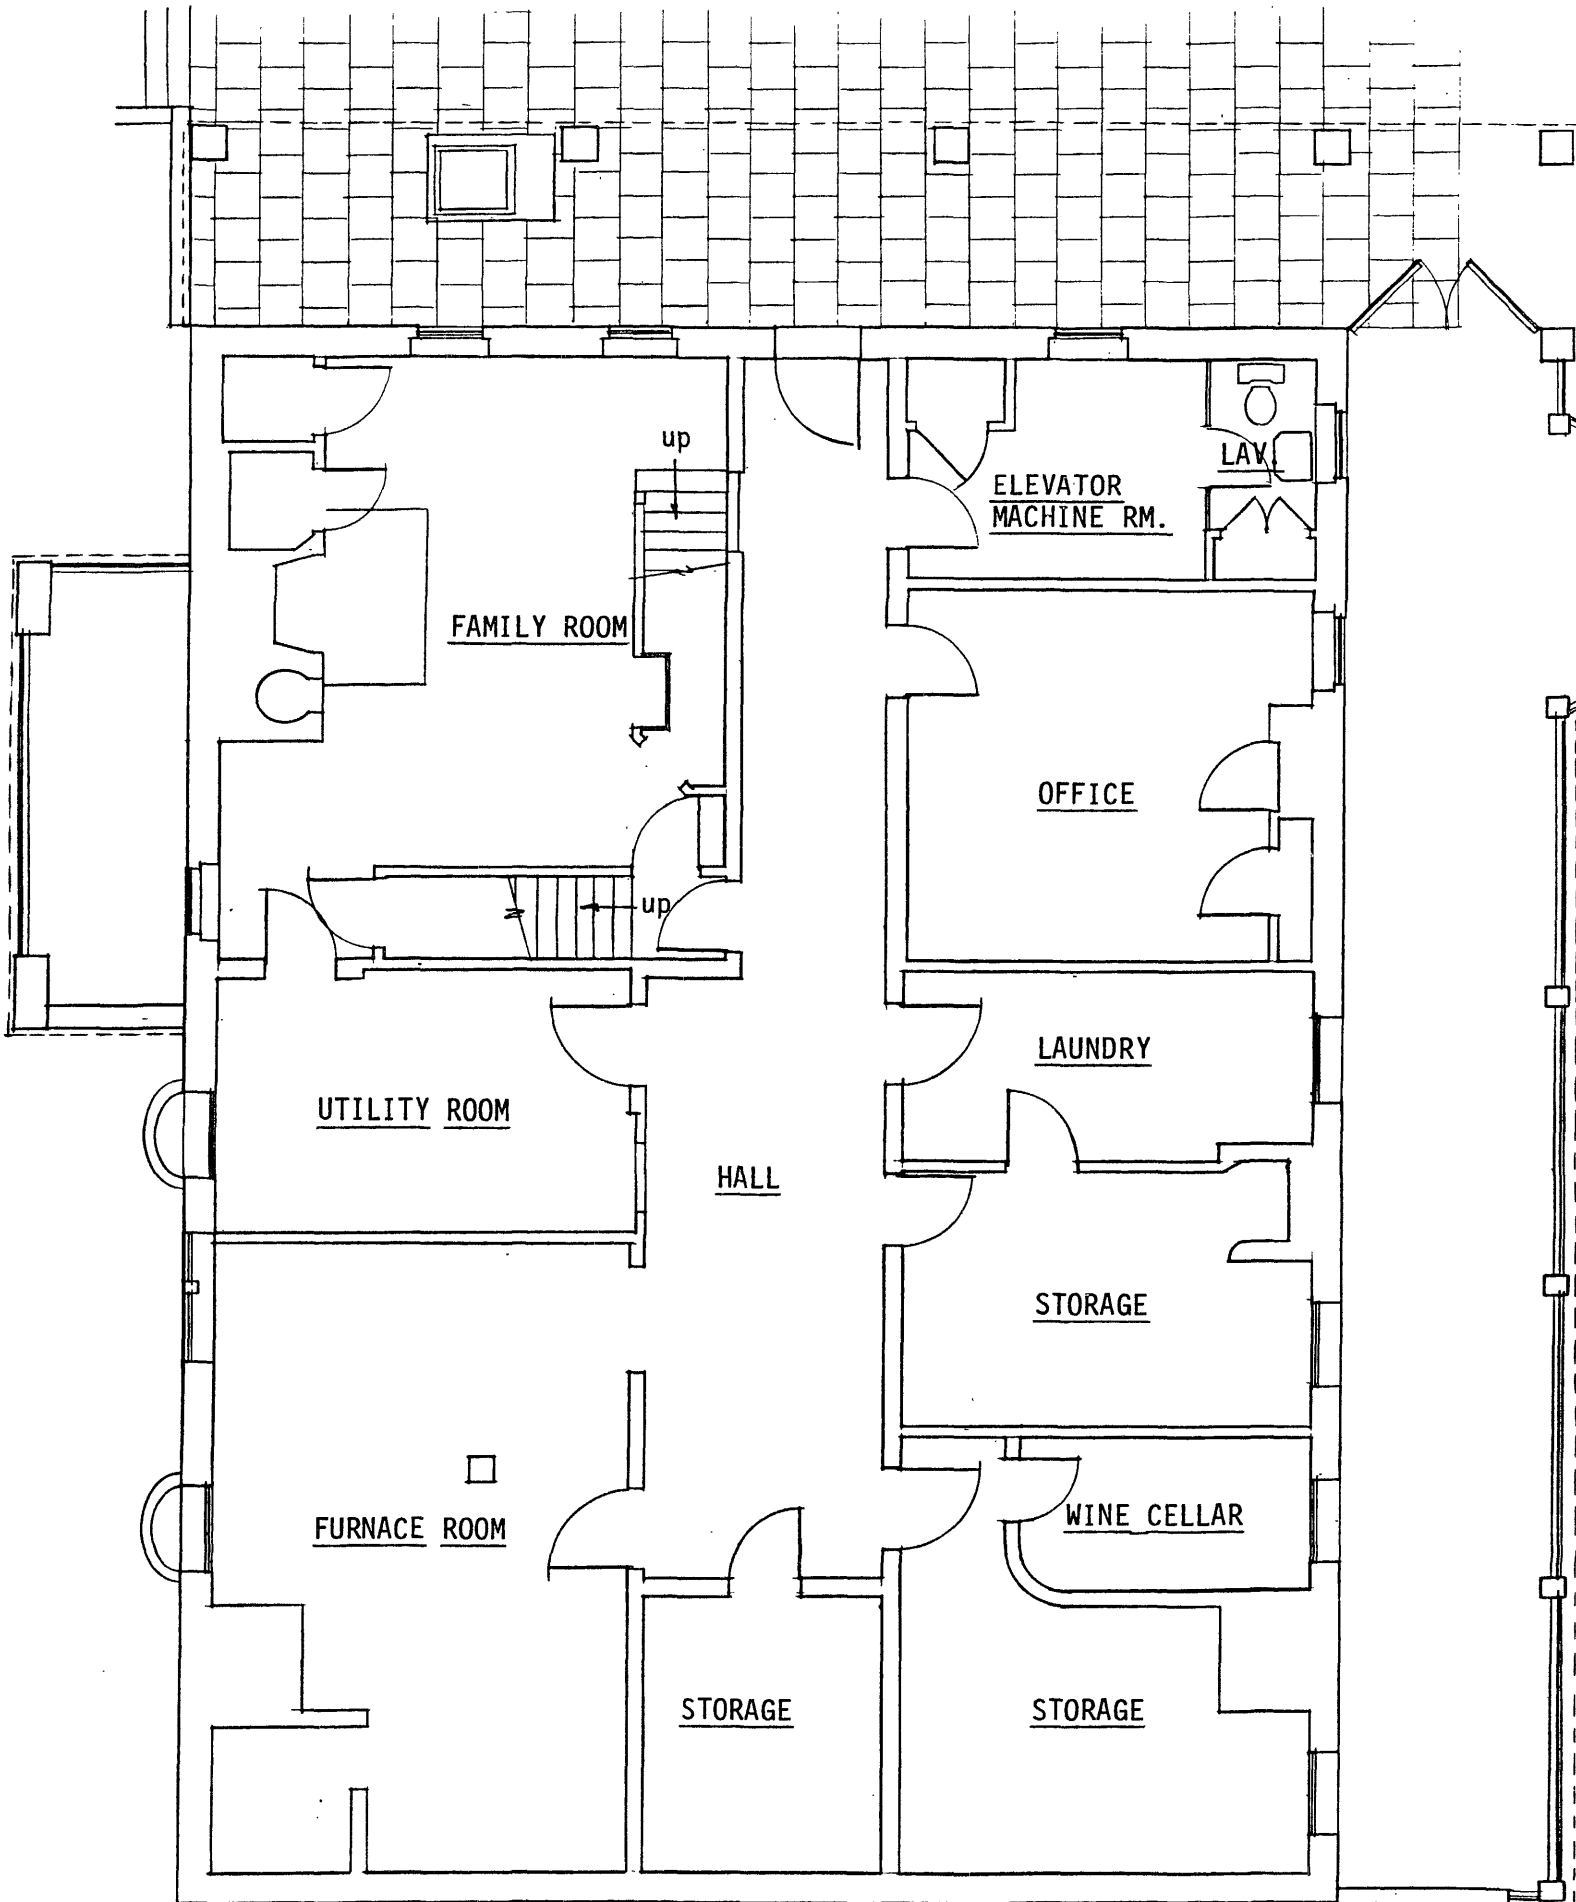 up
LAV.
ELEVATOR
MACHINE RM.
FAMILY ROOM
OFFICE
up
LAUNDRY
UTILITY ROOM
HALL
STORAGE
WINE CELLAR
FURNACE ROOM
STORAGE
STORAGE